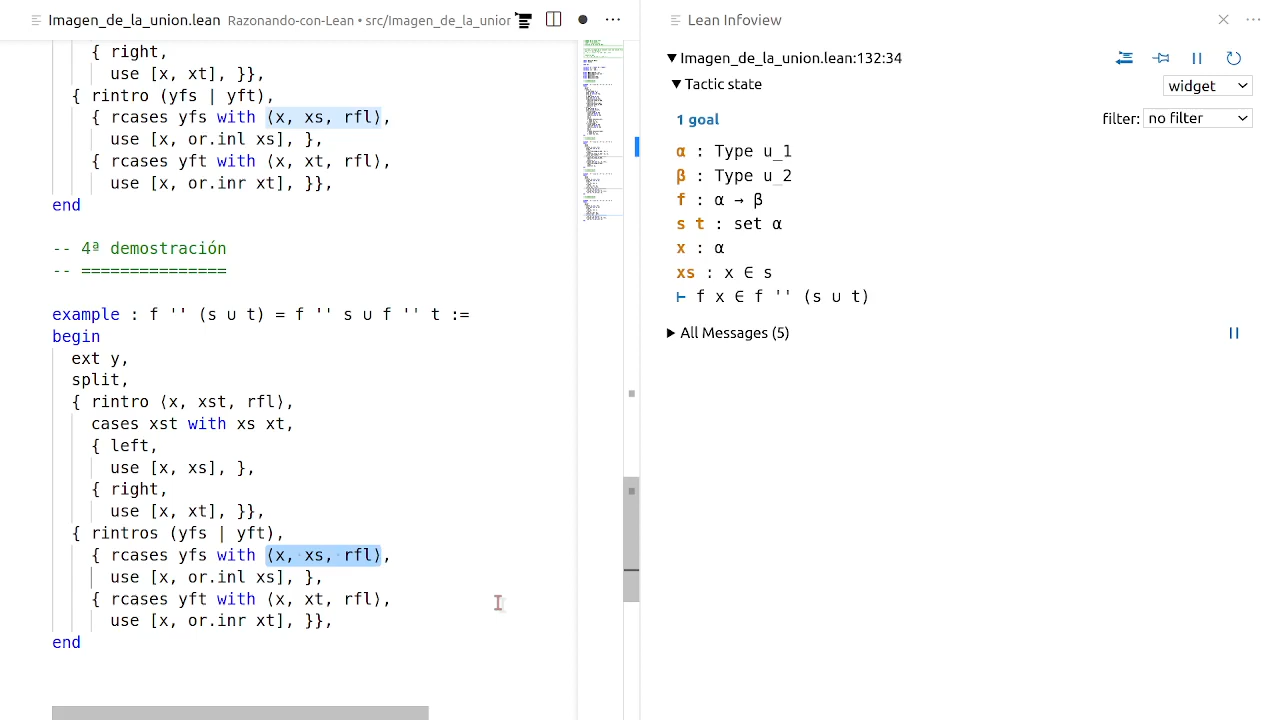 Imagen_de_la_union.lean Razonando-con-Lean • src/Imagen_de_la_union
{ right,
use [x, xt], }},
{ rintro (yfs | yft),
{ rcases yfs with ⟨x, xs, rfl⟩,
use [x, or.inl xs], },
{ rcases yft with ⟨x, xt, rfl⟩,
use [x, or.inr xt], }},
end
-- 4ª demostración
-- ===============
example : f '' (s ∪ t) = f '' s ∪ f '' t :=
begin
ext y,
split,
{ rintro ⟨x, xst, rfl⟩,
cases xst with xs xt,
{ left,
use [x, xs], },
{ right,
use [x, xt], }},
{ rintros (yfs | yft),
{ rcases yfs with ⟨x, xs, rfl⟩,
use [x, or.inl xs], },
{ rcases yft with ⟨x, xt, rfl⟩,
use [x, or.inr xt], }},
end
Lean Infoview
Imagen_de_la_union.lean:132:34
Tactic state
widget
1 goal
filter: no filter
α : Type u_1
β : Type u_2
f : α → β
s t : set α
x : α
xs : x ∈ s
⊢ f x ∈ f '' (s ∪ t)
All Messages (5)